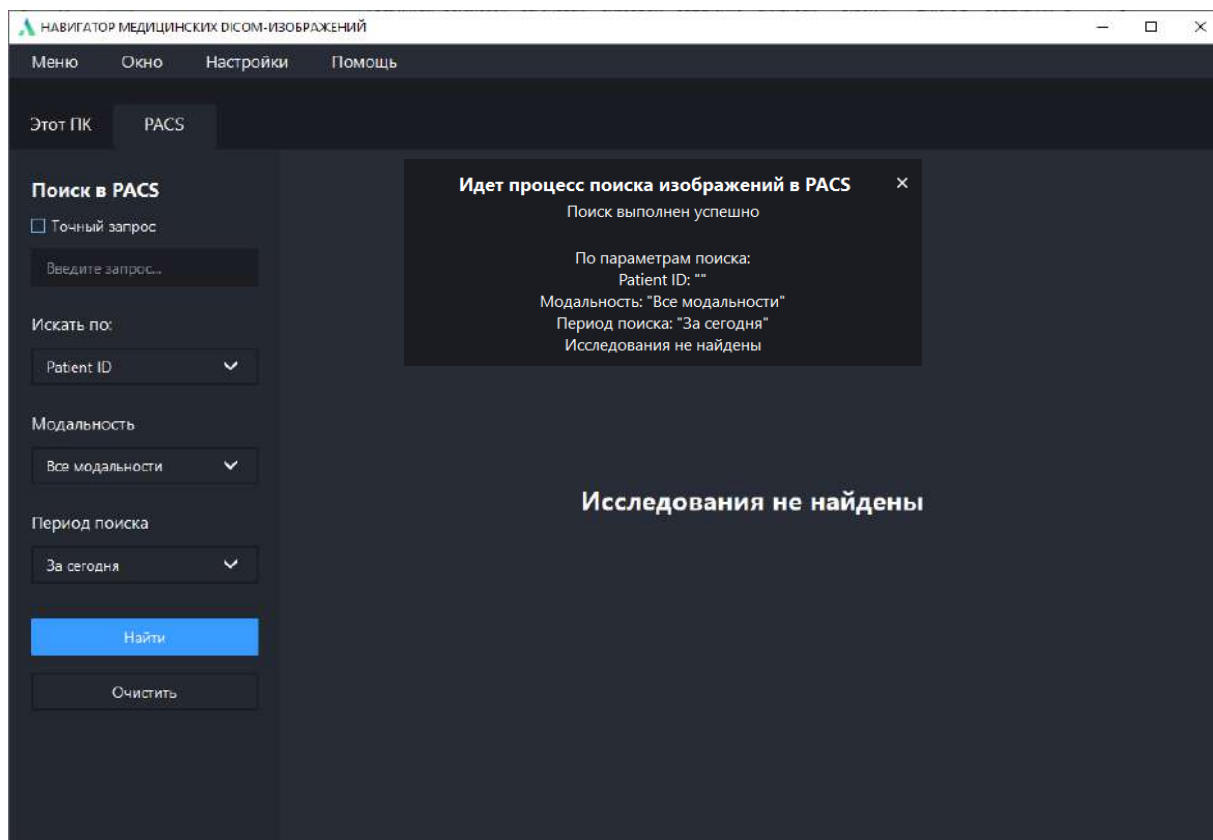 НАВИГАТОР МЕДИЦИНСКИХ DICOM-ИЗОБРАЖЕНИЙ
Меню Окно Настройки Помощь
Этот ПК PACS
Поиск в PACS
Точный запрос
Введите запрос...
Искать по:
Patient ID
Модальность
Все модальности
Период поиска
За сегодня
Найти
Очистить
Идет процесс поиска изображений в PACS
Поиск выполнен успешно
По параметрам поиска:
Patient ID: ""
Модальность: "Все модальности"
Период поиска: "За сегодня"
Исследования не найдены
Исследования не найдены